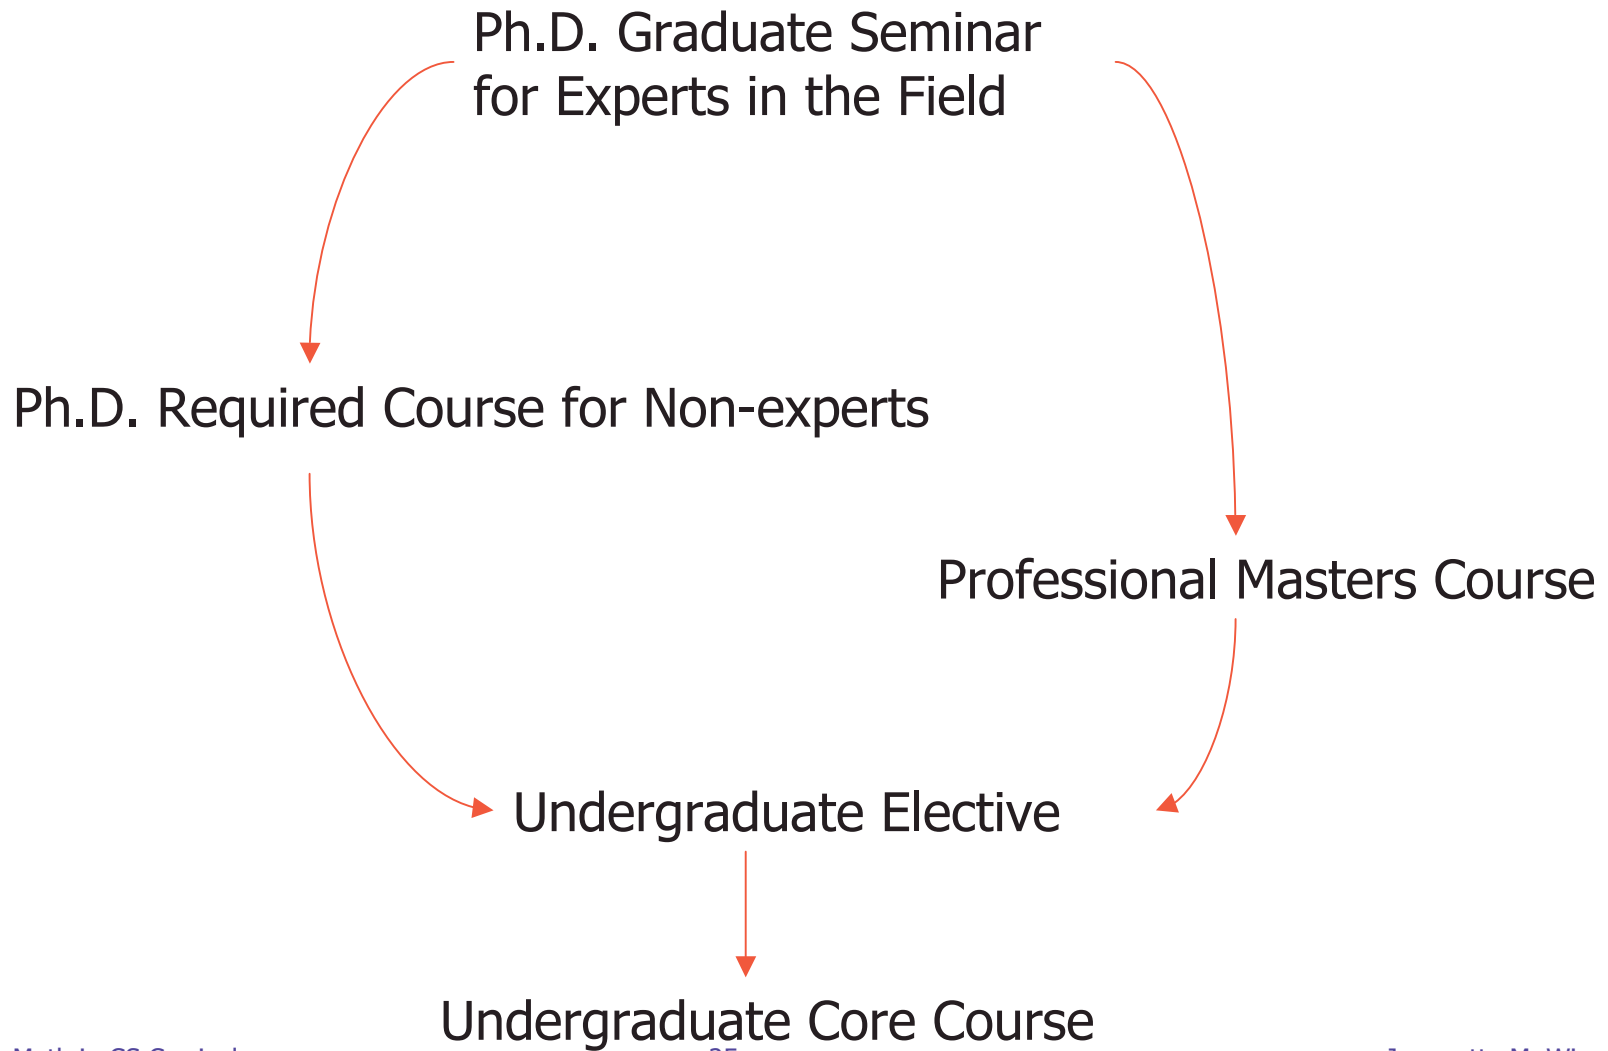 Ph.D. Graduate Seminar
for Experts in the Field
Ph.D. Required Course for Non-experts
Professional Masters Course
Undergraduate Elective
Undergraduate Core Course